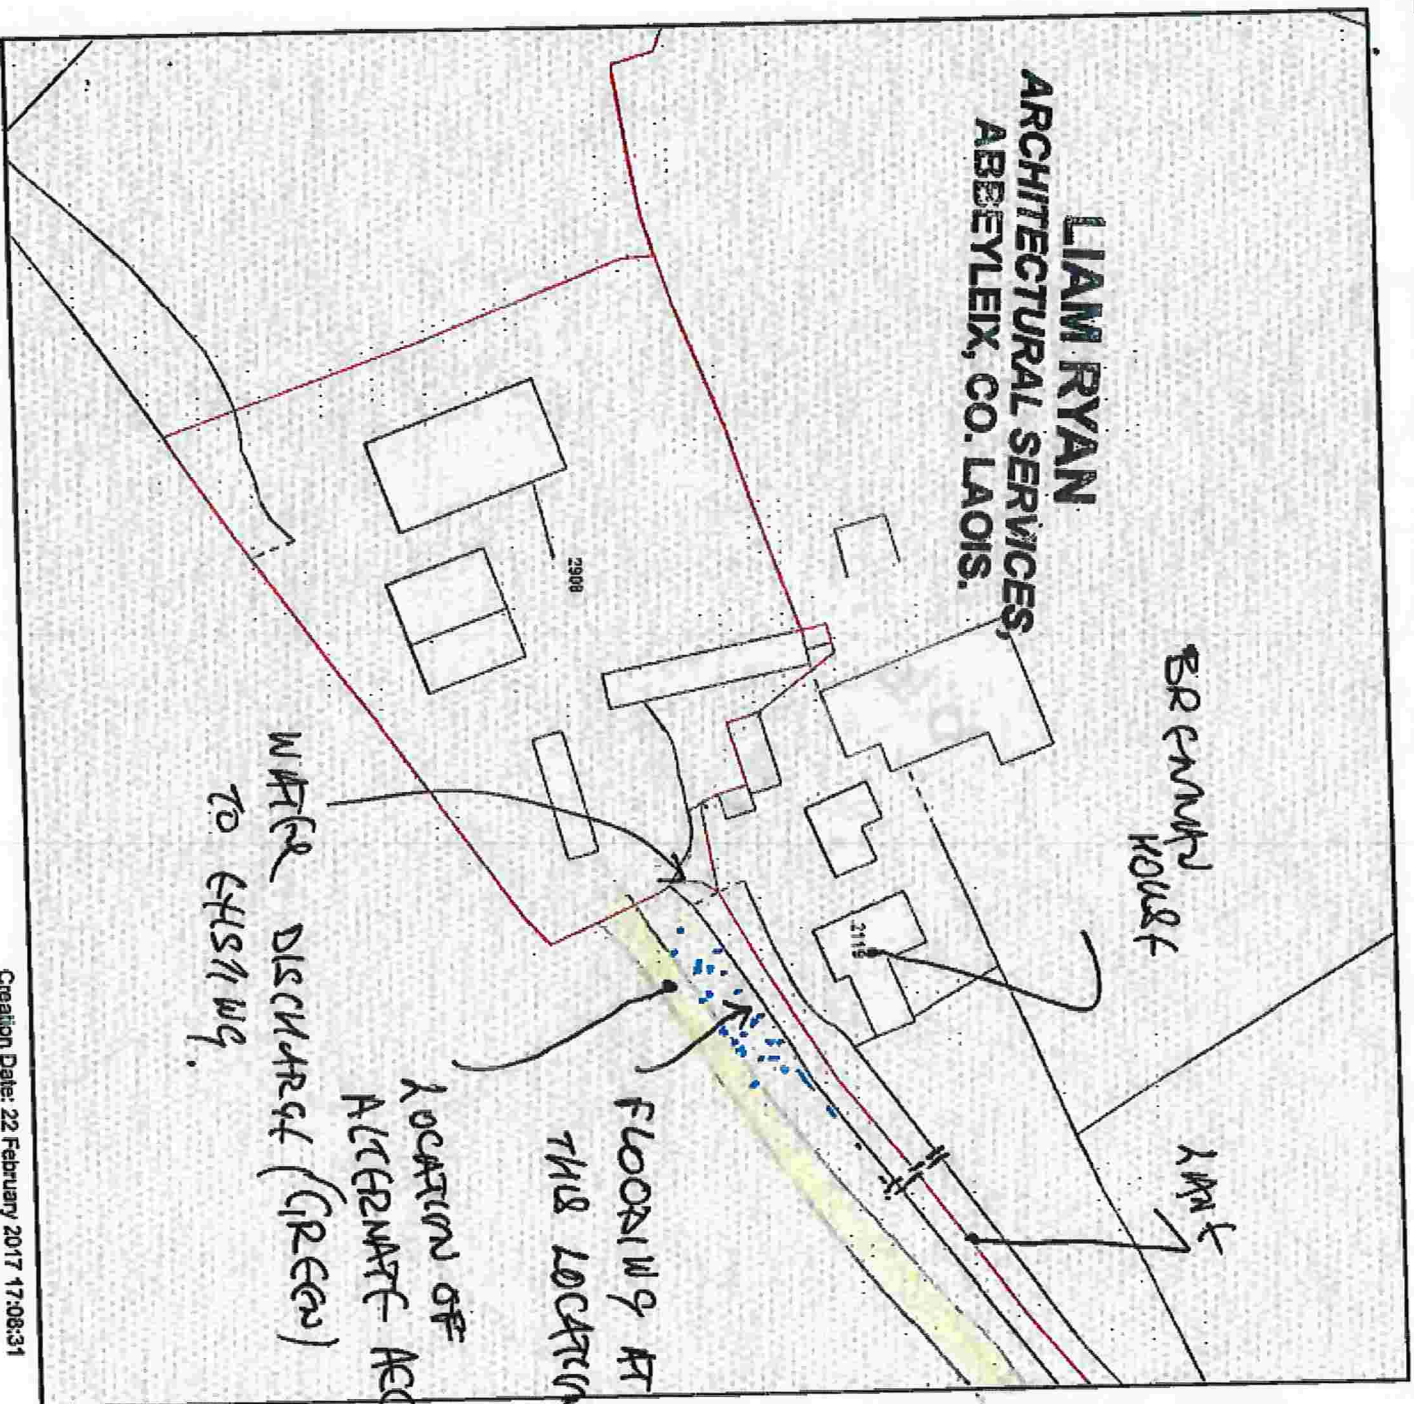 LIAM RYAN
ARCHITECTURAL SERVICES,
ABBEYLEIX, CO. LAOIS.
BRENNAN
HOUSE
LANE
2908
2119
FLOODING AT
THIS LOCATION
LOCATION OF
ALTERNATE ACC
(GREEN)
WATER DISCHARGE
TO EXISTING.
Creation Date: 22 February 2017 17:08:31